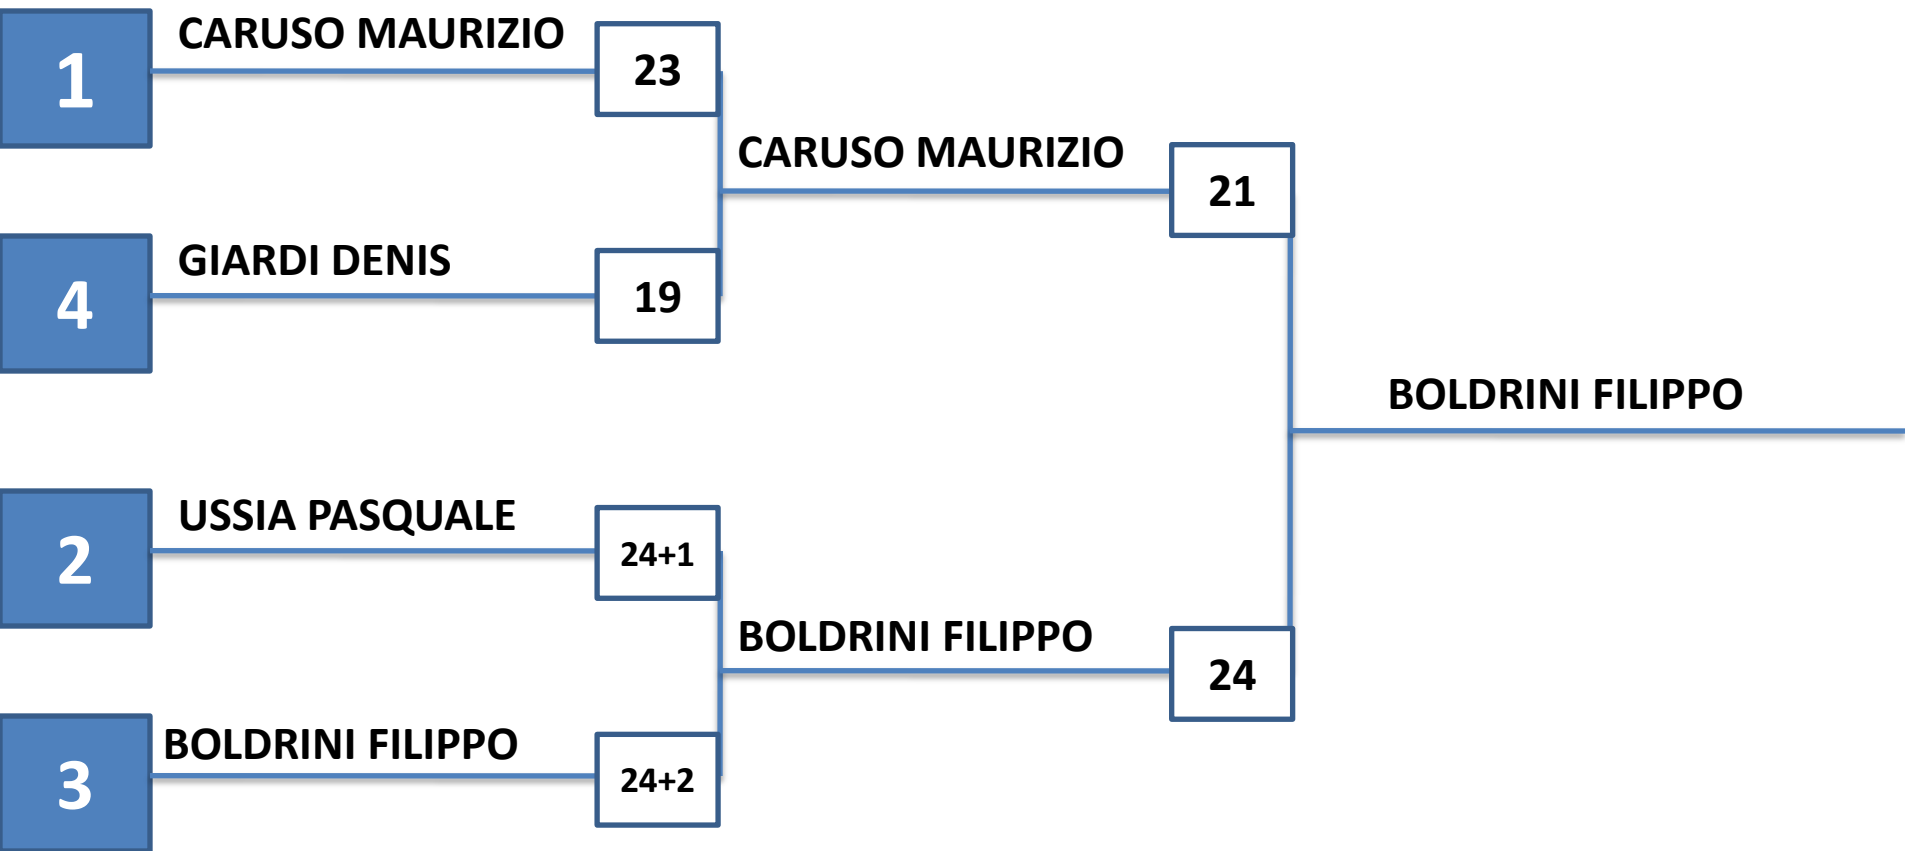 1
CARUSO MAURIZIO
23
4
GIARDI DENIS
19
CARUSO MAURIZIO
21
2
USSIA PASQUALE
24+1
3
BOLDRINI FILIPPO
24+2
BOLDRINI FILIPPO
24
BOLDRINI FILIPPO